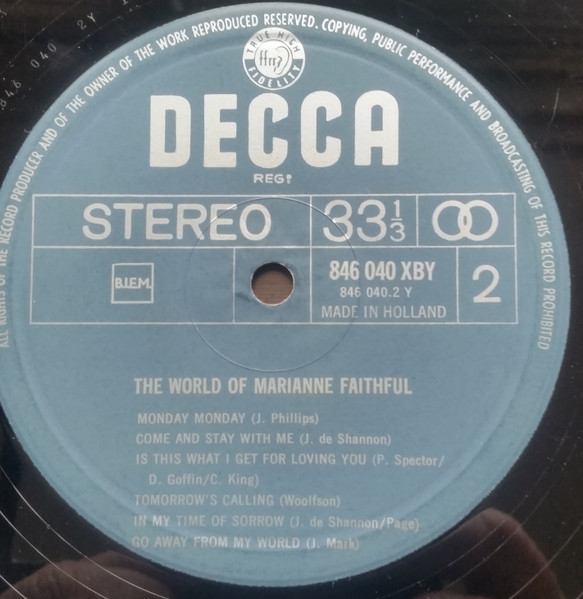 ALL RIGHTS OF THE RECORD PRODUCER AND OF THE OWNER OF THE WORK REPRODUCED RESERVED. COPYING, PUBLIC PERFORMANCE AND BROADCASTING OF THIS RECORD PROHIBITED
TRUE HIGH
ffrr
FIDELITY
DECCA
REGD
STEREO 33 1/3
B.I.E.M.
846 040 XBY
846 040.2 Y
MADE IN HOLLAND
2
THE WORLD OF MARIANNE FAITHFUL
MONDAY MONDAY (J. Phillips)
COME AND STAY WITH ME (J. de Shannon)
IS THIS WHAT I GET FOR LOVING YOU (P. Spector/
D. Goffin/C. King)
TOMORROW'S CALLING (Woolfson)
IN MY TIME OF SORROW (J. de Shannon/Page)
GO AWAY FROM MY WORLD (J. Mark)